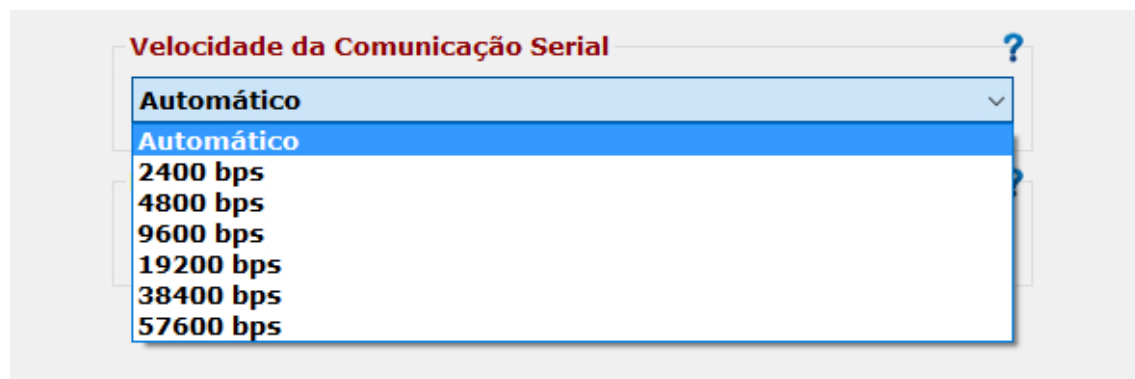 Velocidade da Comunicação Serial ?
Automático
Automático
2400 bps
4800 bps
9600 bps
19200 bps
38400 bps
57600 bps